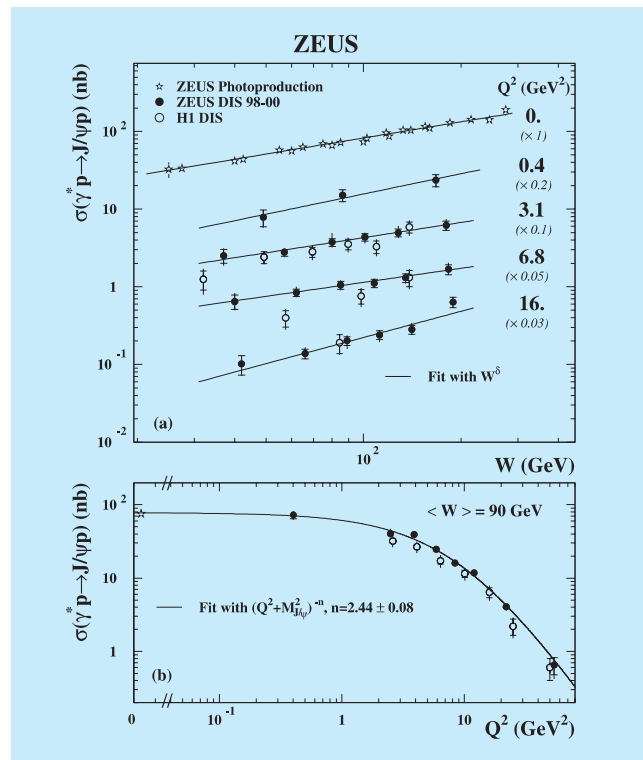 ZEUS
σ(γ* p→J/ψp) (nb)
☆ ZEUS Photoproduction
● ZEUS DIS 98-00
○ H1 DIS
Q² (GeV²)
0.
(× 1)
0.4
(× 0.2)
3.1
(× 0.1)
6.8
(× 0.05)
16.
(× 0.03)
10²
10
1
10⁻¹
10⁻²
Fit with W^δ
(a)
10²
W (GeV)
σ(γ* p→J/ψp) (nb)
100
10
1
< W > = 90 GeV
Fit with (Q²+M²_J/ψ)⁻ⁿ, n=2.44 ± 0.08
(b)
0
10⁻¹
1
10
Q² (GeV²)